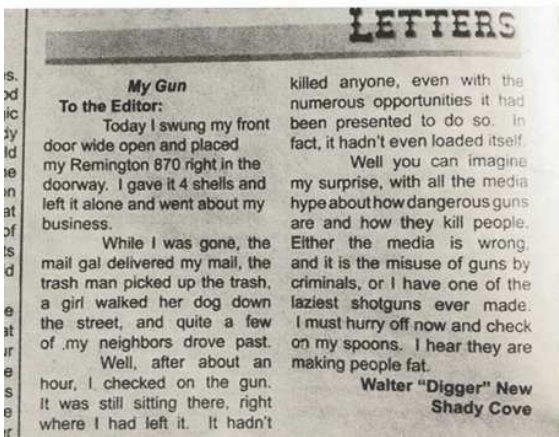 LETTERS
My Gun
To the Editor:
Today I swung my front
door wide open and placed
my Remington 870 right in the
doorway. I gave it 4 shells and
left it alone and went about my
business.
While I was gone, the
mail gal delivered my mail, the
trash man picked up the trash,
a girl walked her dog down
the street, and quite a few
of .my neighbors drove past.
Well, after about an
hour, I checked on the gun.
It was still sitting there, right
where I had left it. It hadn't
killed anyone, even with the
numerous opportunities it had
been presented to do so. In
fact, it hadn't even loaded itself.
Well you can imagine
my surprise, with all the media
hype about how dangerous guns
are and how they kill people.
Either the media is wrong,
and it is the misuse of guns by
criminals, or I have one of the
laziest shotguns ever made.
I must hurry off now and check
on my spoons. I hear they are
making people fat.
Walter "Digger" New
Shady Cove